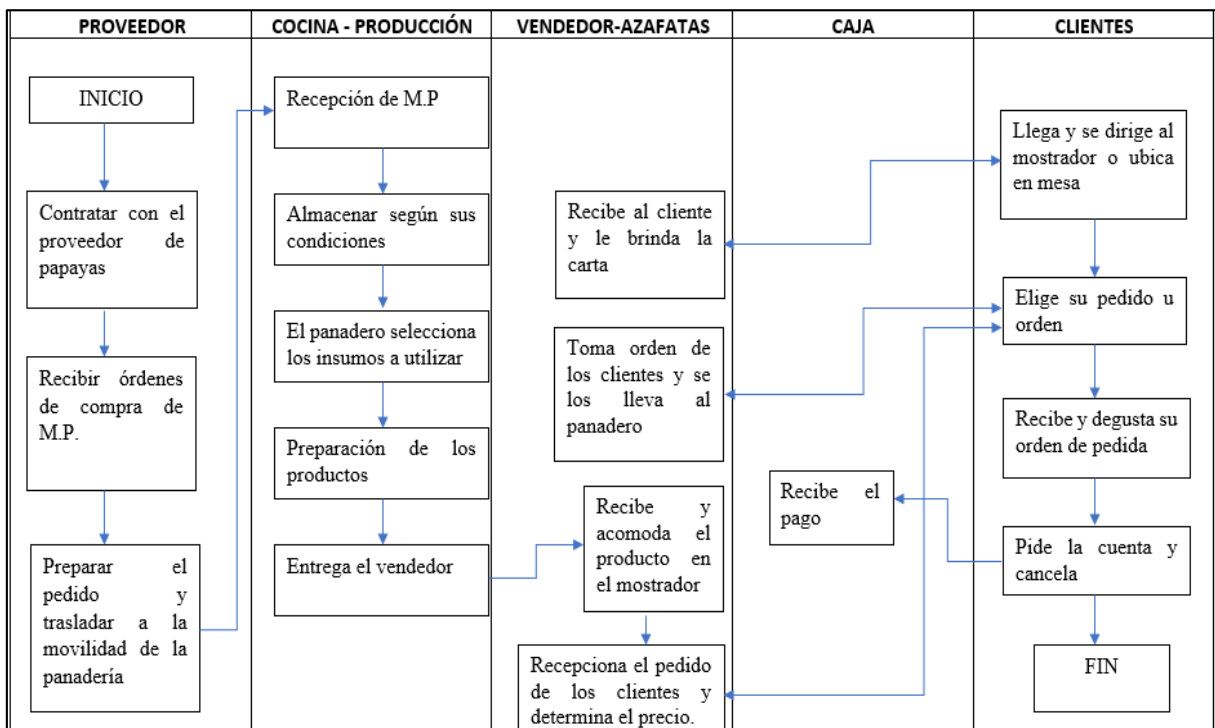 PROVEEDOR
COCINA - PRODUCCIÓN
VENDEDOR-AZAFATAS
CAJA
CLIENTES
INICIO
Contratar con el
proveedor de
papayas
Recibir órdenes
de compra de
M.P.
Preparar el
pedido y
trasladar a la
movilidad de la
panadería
Recepción de M.P
Almacenar según sus
condiciones
El panadero selecciona
los insumos a utilizar
Preparación de los
productos
Entrega el vendedor
Recibe al cliente
y le brinda la
carta
Toma orden de
los clientes y se
los lleva al
panadero
Recibe y
acomoda el
producto en
el mostrador
Recepciona el pedido
de los clientes y
determina el precio.
Recibe el
pago
Llega y se dirige al
mostrador o ubica
en mesa
Elige su pedido u
orden
Recibe y degusta su
orden de pedida
Pide la cuenta y
cancela
FIN